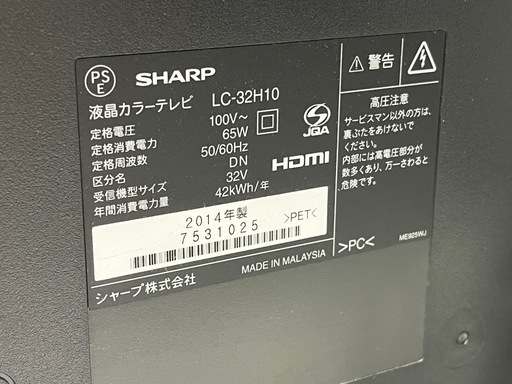 PS
E
SHARP
液晶カラーテレビ LC-32H10
定格電圧 100V~
定格消費電力 65W
定格周波数 50/60Hz
区分名 DN
受信機型サイズ 32V
年間消費電力量 42kWh/年
JQA
HDMI
2014年製
7531025
>PET<
シャープ株式会社
MADE IN MALAYSIA
警告
高圧注意
サービスマン以外の方は、
裏ぶたをあけないで
ください。
内部には高電圧部分が
数多くあり、万一さわると
危険です。
>PC<
ME925WJ